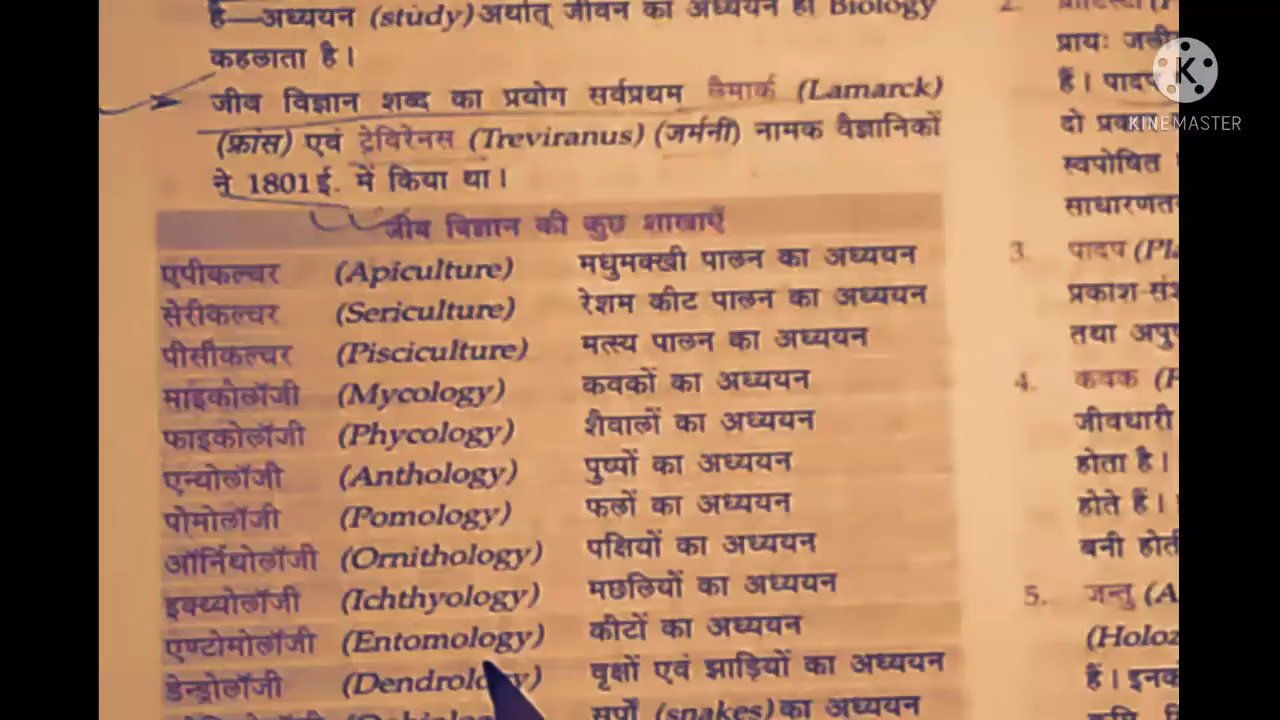 है—अध्ययन (study) अर्थात् जीवन का अध्ययन ही Biology
कहलाता है।
जीव विज्ञान शब्द का प्रयोग सर्वप्रथम लैमार्क (Lamarck)
(फ्रांस) एवं ट्रेविरेनस (Treviranus) (जर्मनी) नामक वैज्ञानिकों
ने 1801 ई. में किया था।
जीव विज्ञान की कुछ शाखाएँ
एपीकल्चर (Apiculture) मधुमक्खी पालन का अध्ययन
सेरीकल्चर (Sericulture) रेशम कीट पालन का अध्ययन
पीसीकल्चर (Pisciculture) मत्स्य पालन का अध्ययन
माइकोलॉजी (Mycology) कवकों का अध्ययन
फाइकोलॉजी (Phycology) शैवालों का अध्ययन
एन्थोलॉजी (Anthology) पुष्पों का अध्ययन
पोमोलॉजी (Pomology) फलों का अध्ययन
ऑर्निथोलॉजी (Ornithology) पक्षियों का अध्ययन
इक्थ्योलॉजी (Ichthyology) मछलियों का अध्ययन
एण्टोमोलॉजी (Entomology) कीटों का अध्ययन
डेन्ड्रोलॉजी (Dendrology) वृक्षों एवं झाड़ियों का अध्ययन
सर्पों (snakes) का अध्ययन
2.
प्रायः
हैं। पादप
दो
स्वपोषित
3. पादप
प्रकाश
तथा
4. कवक
जीवधारी
होता है।
होते हैं।
बनी होती
5. जन्तु (A
(Holoz
हैं। इनके
K
KINEMASTER